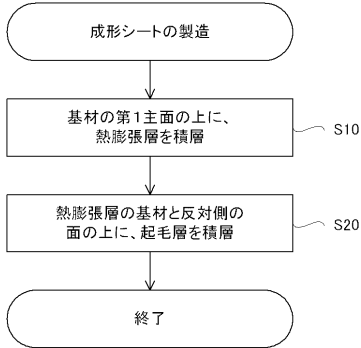 成形シートの製造
基材の第1主面の上に、
熱膨張層を積層
S10
熱膨張層の基材と反対側の
面の上に、起毛層を積層
S20
終了